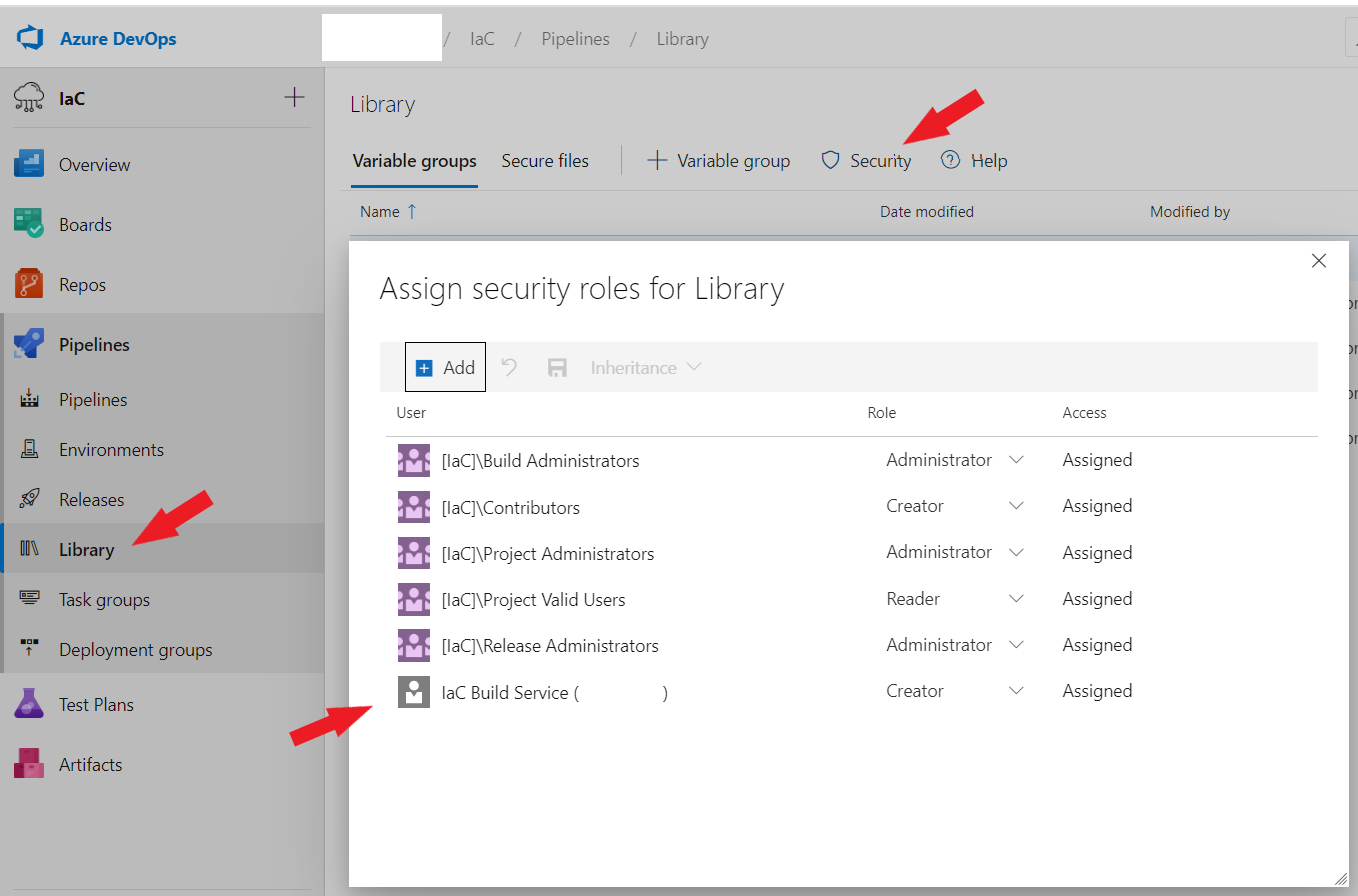 Azure DevOps / IaC / Pipelines / Library
IaC
Overview
Boards
Repos
Pipelines
Pipelines
Environments
Releases
Library
Task groups
Deployment groups
Test Plans
Artifacts
Library
Variable groups Secure files Variable group Security Help
Name ↑ Date modified Modified by
Assign security roles for Library
Add Inheritance
User Role Access
[IaC]\Build Administrators Administrator Assigned
[IaC]\Contributors Creator Assigned
[IaC]\Project Administrators Administrator Assigned
[IaC]\Project Valid Users Reader Assigned
[IaC]\Release Administrators Administrator Assigned
IaC Build Service ( ) Creator Assigned